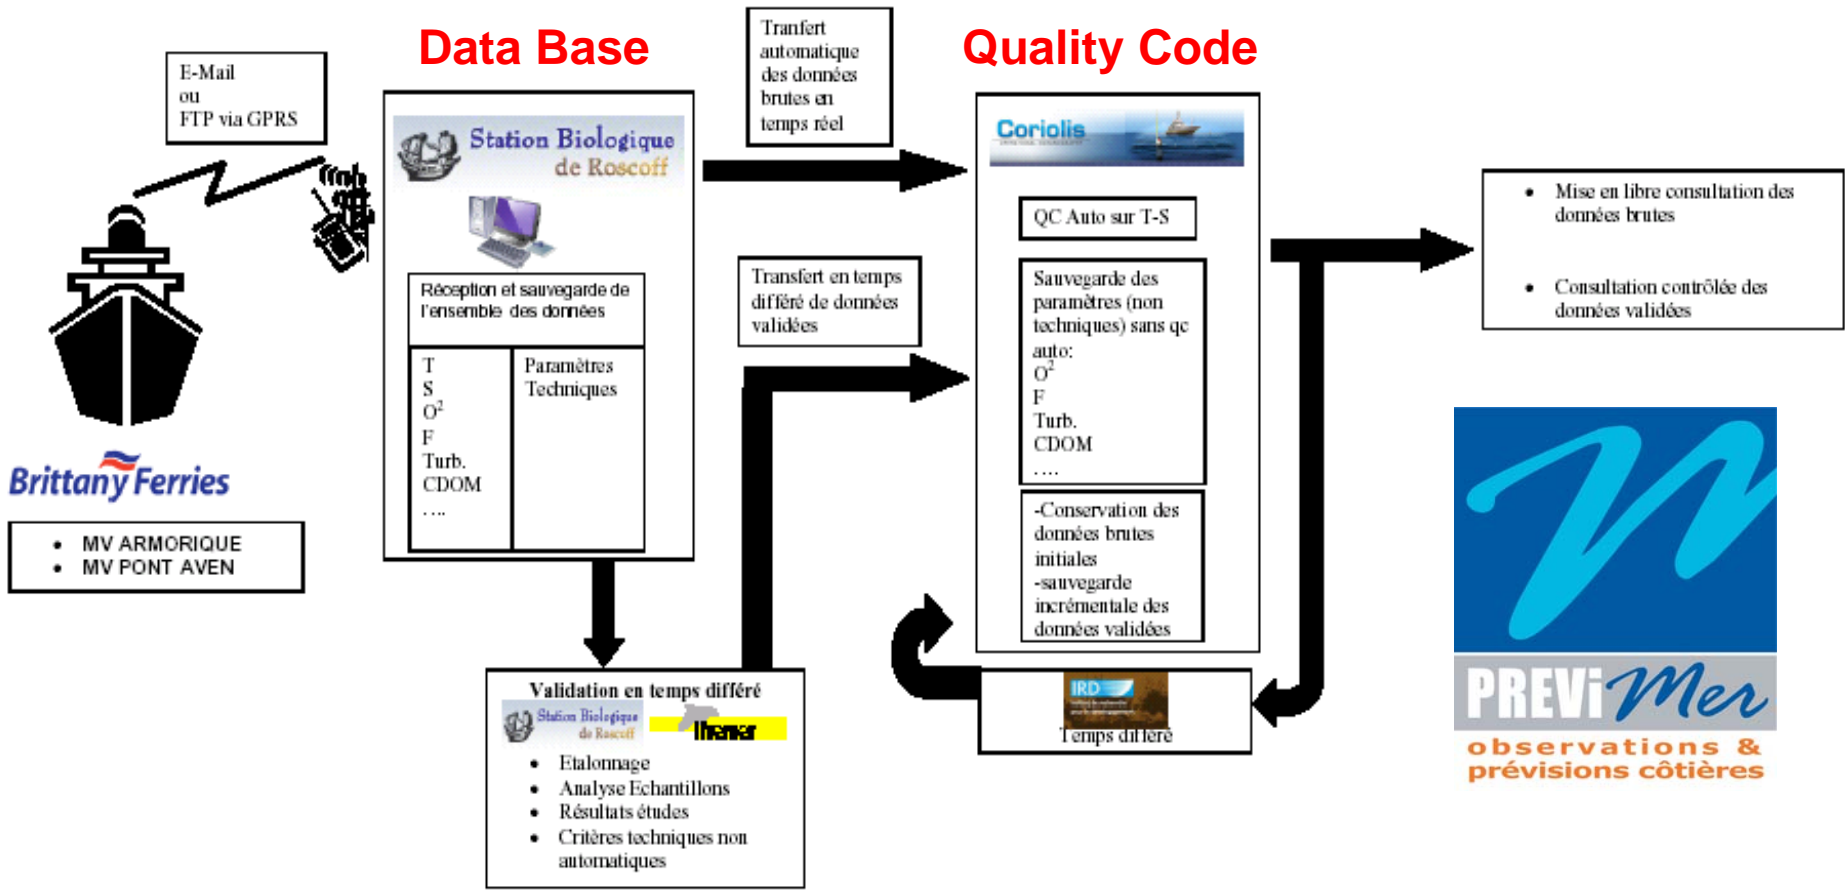 Data Base
Quality Code
E-Mail
ou
FTP via GPRS
Brittany Ferries
• MV ARMORIQUE
• MV PONT AVEN
Station Biologique
de Roscoff
Réception et sauvegarde de
l'ensemble des données
T
S
O²
F
Turb.
CDOM
....
Paramètres
Techniques
Tranfert
automatique
des données
brutes en
temps réel
Transfert en temps
différé de données
validées
Validation en temps différé
Station Biologique
de Roscoff
• Etalonnage
• Analyse Echantillons
• Résultats études
• Critères techniques non
automatiques
Coriolis
QC Auto sur T-S
Sauvegarde des
paramètres (non
techniques) sans qc
auto:
O²
F
Turb.
CDOM
....
-Conservation des
données brutes
initiales
-sauvegarde
incrémentale des
données validées
IRD
Temps différé
• Mise en libre consultation des
données brutes
• Consultation contrôlée des
données validées
PREViMer
observations &
prévisions côtières